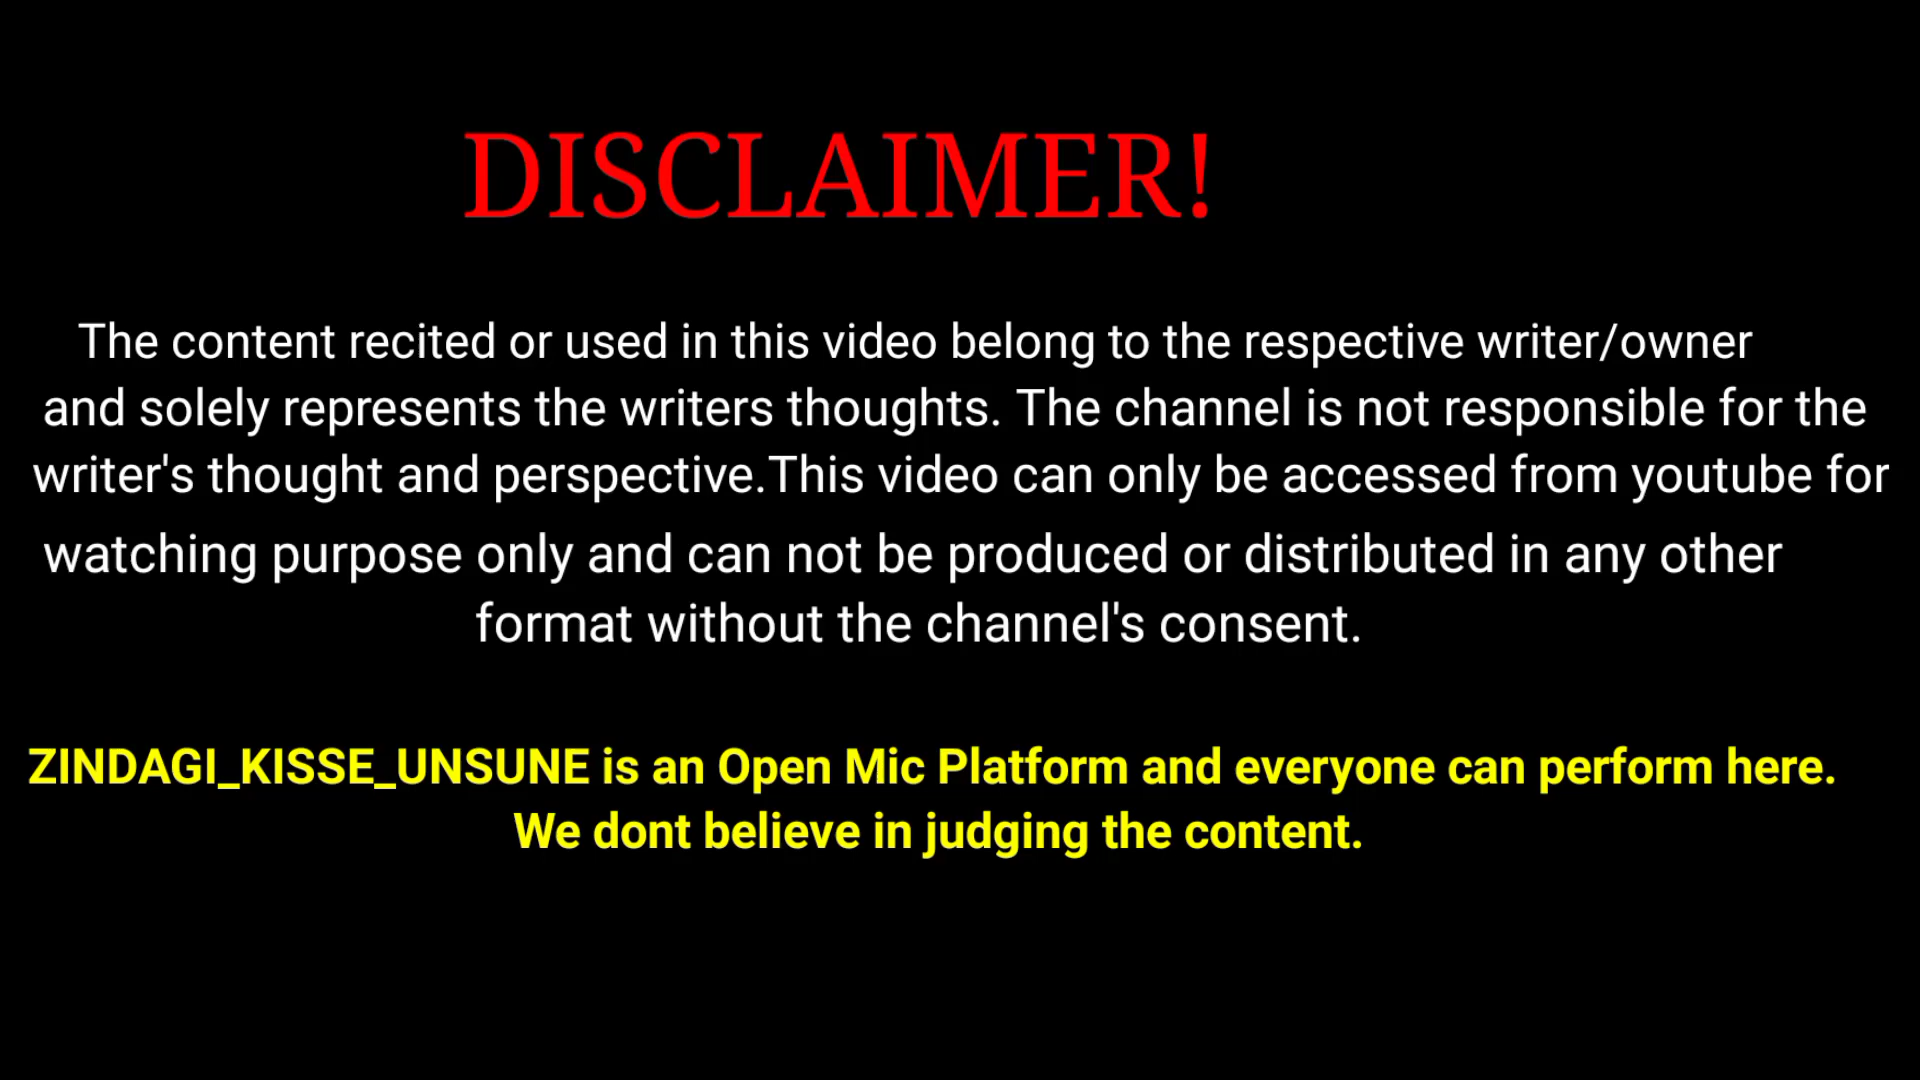 DISCLAIMER!
The content recited or used in this video belong to the respective writer/owner
and solely represents the writers thoughts. The channel is not responsible for the
writer's thought and perspective.This video can only be accessed from youtube for
watching purpose only and can not be produced or distributed in any other
format without the channel's consent.
ZINDAGI_KISSE_UNSUNE is an Open Mic Platform and everyone can perform here.
We dont believe in judging the content.